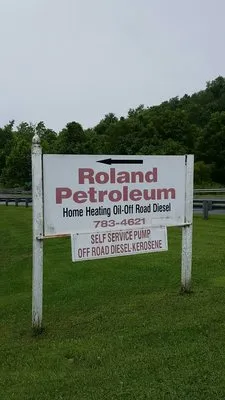 Roland
Petroleum
Home Heating Oil-Off Road Diesel
783-4621
SELF SERVICE PUMP
OFF ROAD DIESEL-KEROSENE